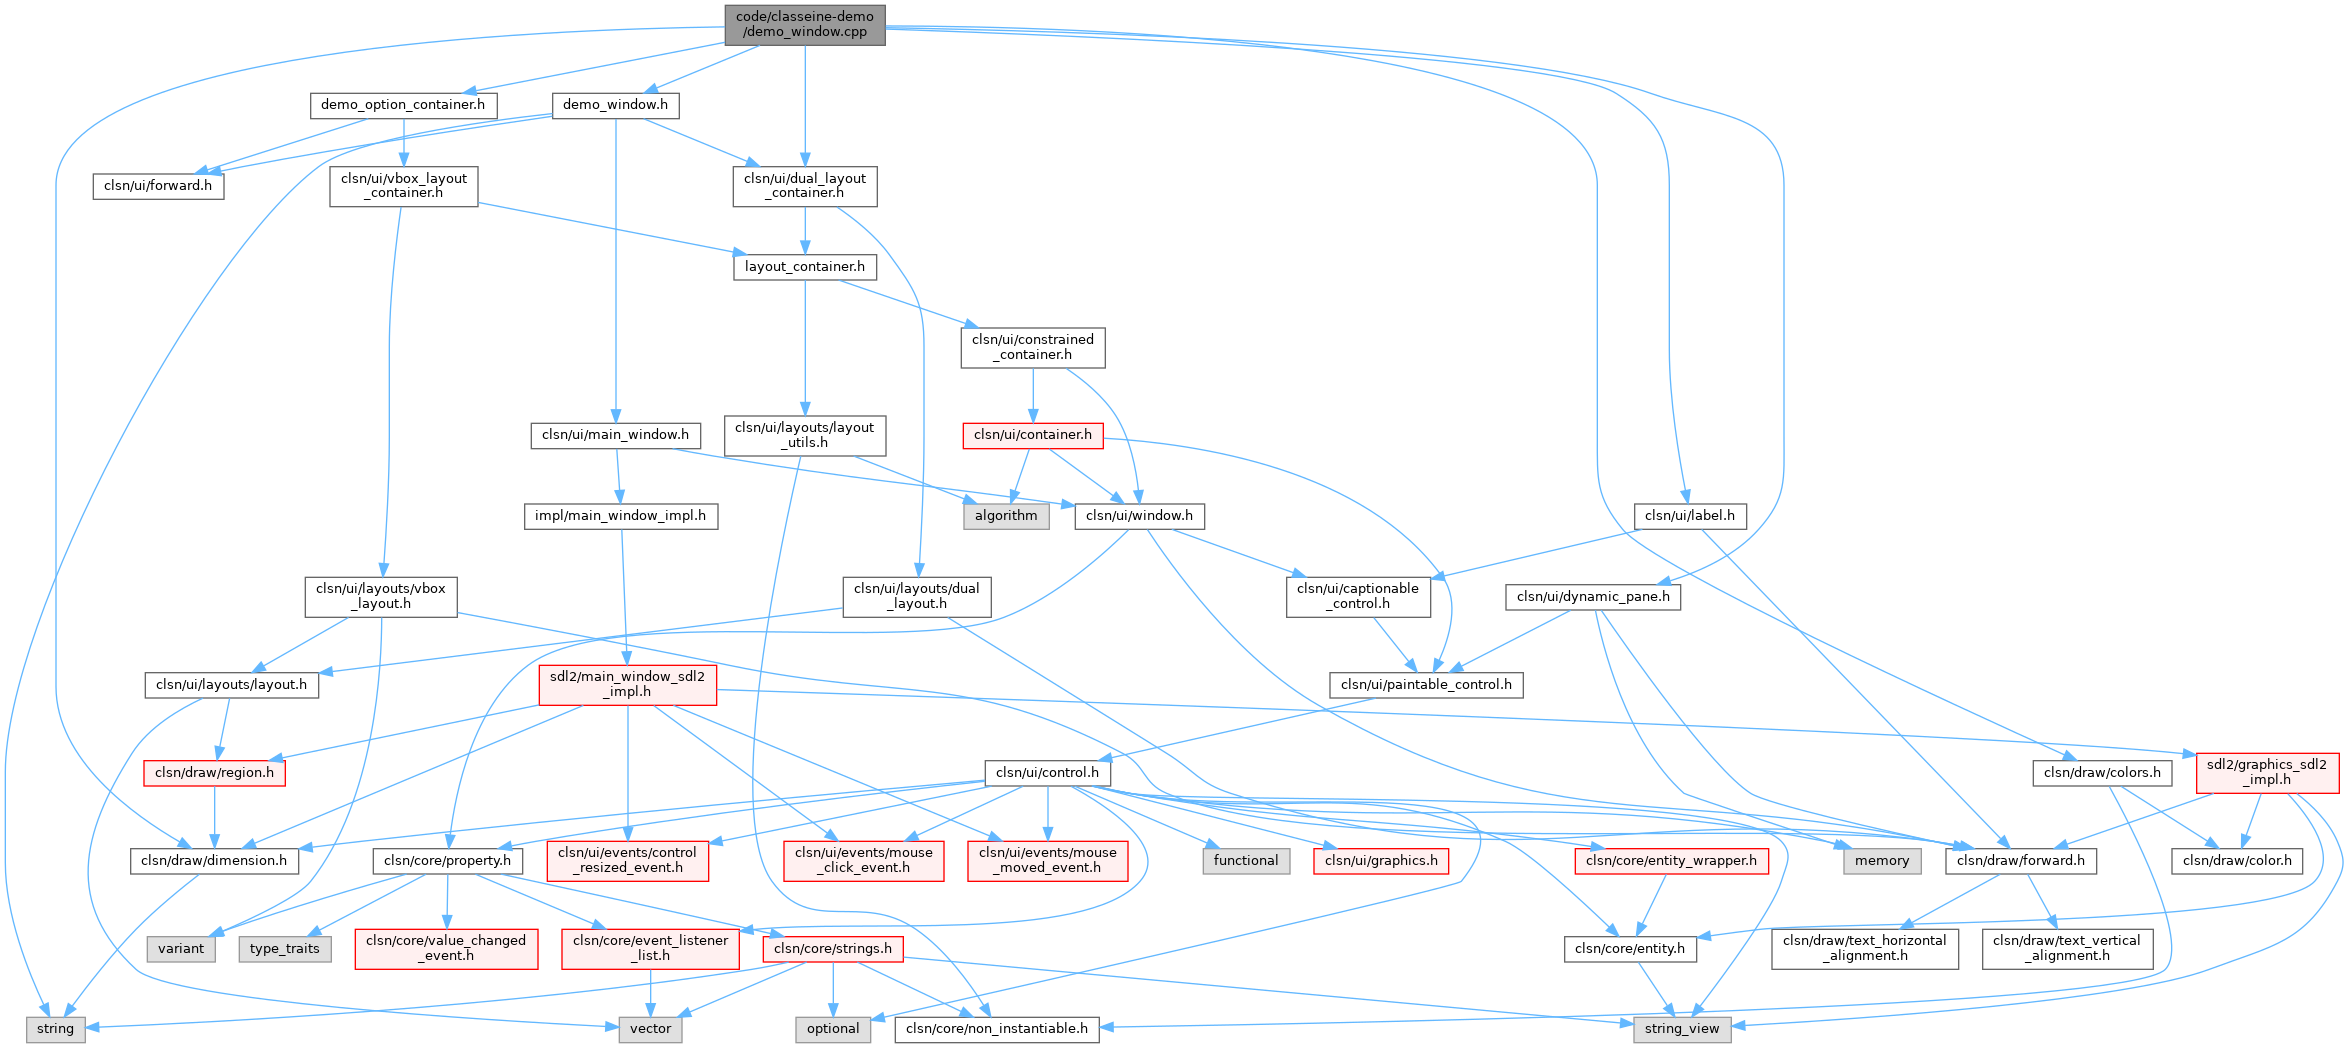 code/classeine-demo
/demo_window.cpp
demo_option_container.h
demo_window.h
clsn/ui/forward.h
clsn/ui/vbox_layout
_container.h
clsn/ui/dual_layout
_container.h
layout_container.h
clsn/ui/constrained
_container.h
clsn/ui/main_window.h
clsn/ui/layouts/layout
_utils.h
clsn/ui/container.h
impl/main_window_impl.h
algorithm
clsn/ui/window.h
clsn/ui/label.h
clsn/ui/layouts/vbox
_layout.h
clsn/ui/layouts/dual
_layout.h
clsn/ui/captionable
_control.h
clsn/ui/dynamic_pane.h
clsn/ui/layouts/layout.h
sdl2/main_window_sdl2
_impl.h
clsn/ui/paintable_control.h
clsn/draw/region.h
clsn/ui/control.h
clsn/draw/colors.h
sdl2/graphics_sdl2
_impl.h
clsn/draw/dimension.h
clsn/core/property.h
clsn/ui/events/control
_resized_event.h
clsn/ui/events/mouse
_click_event.h
clsn/ui/events/mouse
_moved_event.h
functional
clsn/ui/graphics.h
clsn/core/entity_wrapper.h
memory
clsn/draw/forward.h
clsn/draw/color.h
variant
type_traits
clsn/core/value_changed
_event.h
clsn/core/event_listener
_list.h
clsn/core/strings.h
clsn/core/entity.h
clsn/draw/text_horizontal
_alignment.h
clsn/draw/text_vertical
_alignment.h
string
vector
optional
clsn/core/non_instantiable.h
string_view